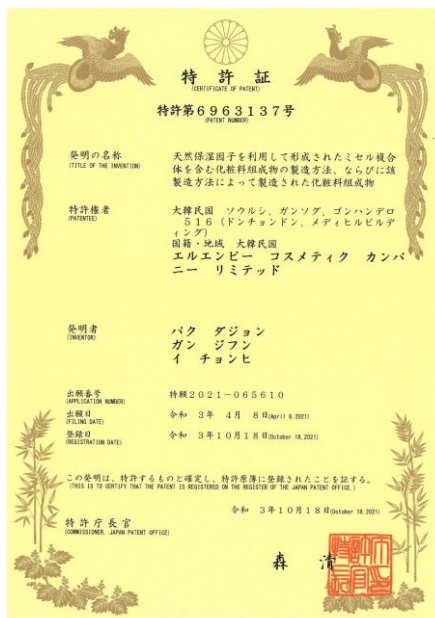 特許証
(CERTIFICATE OF PATENT)
特許第6963137号
(PATENT NUMBER)
発明の名称
(TITLE OF THE INVENTION)
天然保湿因子を利用して形成されたミセル複合
体を含む化粧料組成物の製造方法、ならびに該
製造方法によって製造された化粧料組成物
特許権者
(PATENTEE)
大韓民国 ソウルシ、ガンソグ、ゴンハンデロ
516(ドンチョンドン、メディヒルビルデ
ィング)
国籍・地域 大韓民国
エルエンピー コスメティク カンパ
ニー リミテッド
発明者
(INVENTOR)
パク ダジョン
ガン ジフン
イ チョンヒ
出願番号
(APPLICATION NUMBER)
特願2021-065610
出願日
(FILING DATE)
令和 3年 4月 8日(April 8,2021)
登録日
(REGISTRATION DATE)
令和 3年10月18日(October 18,2021)
この発明は、特許するものと確定し、特許原簿に登録されたことを証する。
(THIS IS TO CERTIFY THAT THE PATENT IS REGISTERED ON THE REGISTER OF THE JAPAN PATENT OFFICE.)
令和 3年10月18日(October 18,2021)
特許庁長官
(COMMISSIONER, JAPAN PATENT OFFICE)
森 清